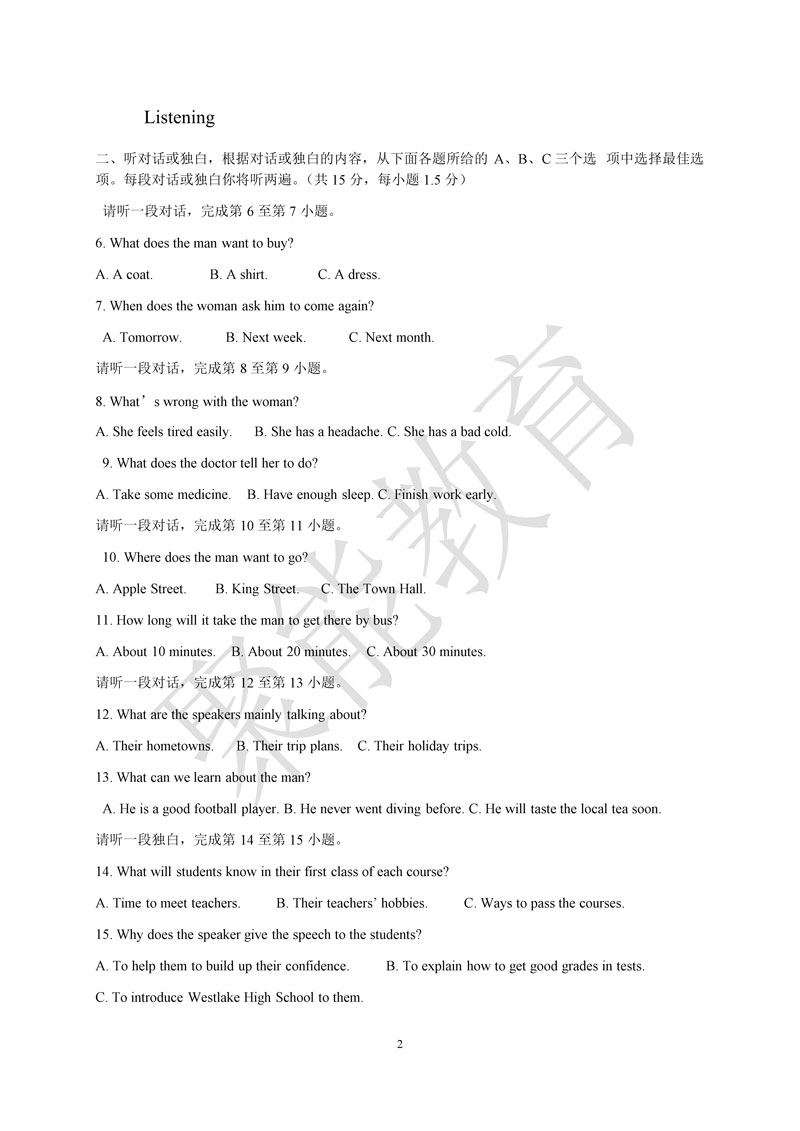 Listening
二、听对话或独白，根据对话或独白的内容，从下面各题所给的 A、B、C 三个选 项中选择最佳选
项。每段对话或独白你将听两遍。（共 15 分，每小题 1.5 分）
请听一段对话，完成第 6 至第 7 小题。
6. What does the man want to buy?
A. A coat. B. A shirt. C. A dress.
7. When does the woman ask him to come again?
A. Tomorrow. B. Next week. C. Next month.
请听一段对话，完成第 8 至第 9 小题。
8. What’s wrong with the woman?
A. She feels tired easily. B. She has a headache. C. She has a bad cold.
9. What does the doctor tell her to do?
A. Take some medicine. B. Have enough sleep. C. Finish work early.
请听一段对话，完成第 10 至第 11 小题。
10. Where does the man want to go?
A. Apple Street. B. King Street. C. The Town Hall.
11. How long will it take the man to get there by bus?
A. About 10 minutes. B. About 20 minutes. C. About 30 minutes.
请听一段对话，完成第 12 至第 13 小题。
12. What are the speakers mainly talking about?
A. Their hometowns. B. Their trip plans. C. Their holiday trips.
13. What can we learn about the man?
A. He is a good football player. B. He never went diving before. C. He will taste the local tea soon.
请听一段独白，完成第 14 至第 15 小题。
14. What will students know in their first class of each course?
A. Time to meet teachers. B. Their teachers’ hobbies. C. Ways to pass the courses.
15. Why does the speaker give the speech to the students?
A. To help them to build up their confidence. B. To explain how to get good grades in tests.
C. To introduce Westlake High School to them.
2
聚能教育